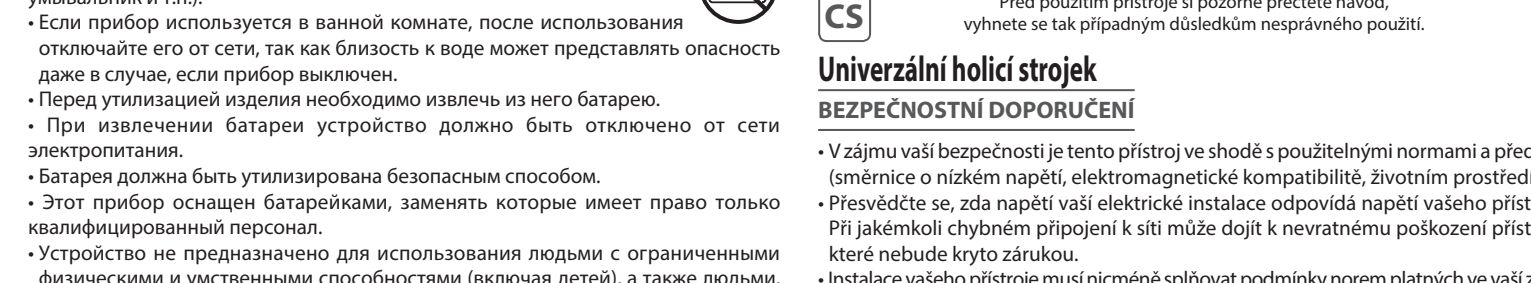 умывальник и т.п.).
• Если прибор используется в ванной комнате, после использования
отключайте его от сети, так как близость к воде может представлять опасность
даже в случае, если прибор выключен.
• Перед утилизацией изделия необходимо извлечь из него батарею.
• При извлечении батареи устройство должно быть отключено от сети
электропитания.
• Батарея должна быть утилизирована безопасным способом.
• Этот прибор оснащен батарейками, заменять которые имеет право только
квалифицированный персонал.
• Устройство не предназначено для использования людьми с ограниченными
физическими и умственными способностями (включая детей), а также людьми,
CS
Před použitím přístroje si pozorně přečtěte návod,
vyhnete se tak případným důsledkům nesprávného použití.
Univerzální holicí strojek
BEZPEČNOSTNÍ DOPORUČENÍ
• V zájmu vaší bezpečnosti je tento přístroj ve shodě s použitelnými normami a před
(směrnice o nízkém napětí, elektromagnetické kompatibilitě, životním prostředí
• Přesvědčte se, zda napětí vaší elektrické instalace odpovídá napětí vašeho příst
Při jakémkoli chybném připojení k síti může dojít k nevratnému poškození příst
které nebude kryto zárukou.
• Instalace vašeho přístroje musí nicméně splňovat podmínky norem platných ve vaší z